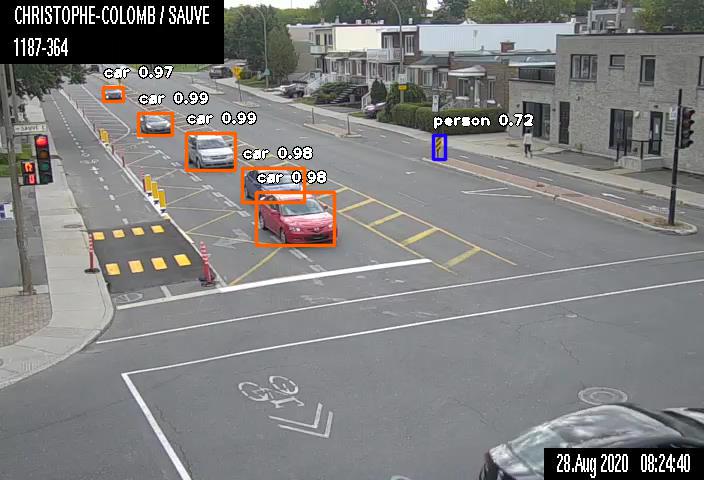 CHRISTOPHE-COLOMB / SAUVE
1187-364
car 0.97
car 0.99
car 0.99
person 0.72
car 0.98
car 0.98
SAUVE
28.Aug 2020 08:24:40